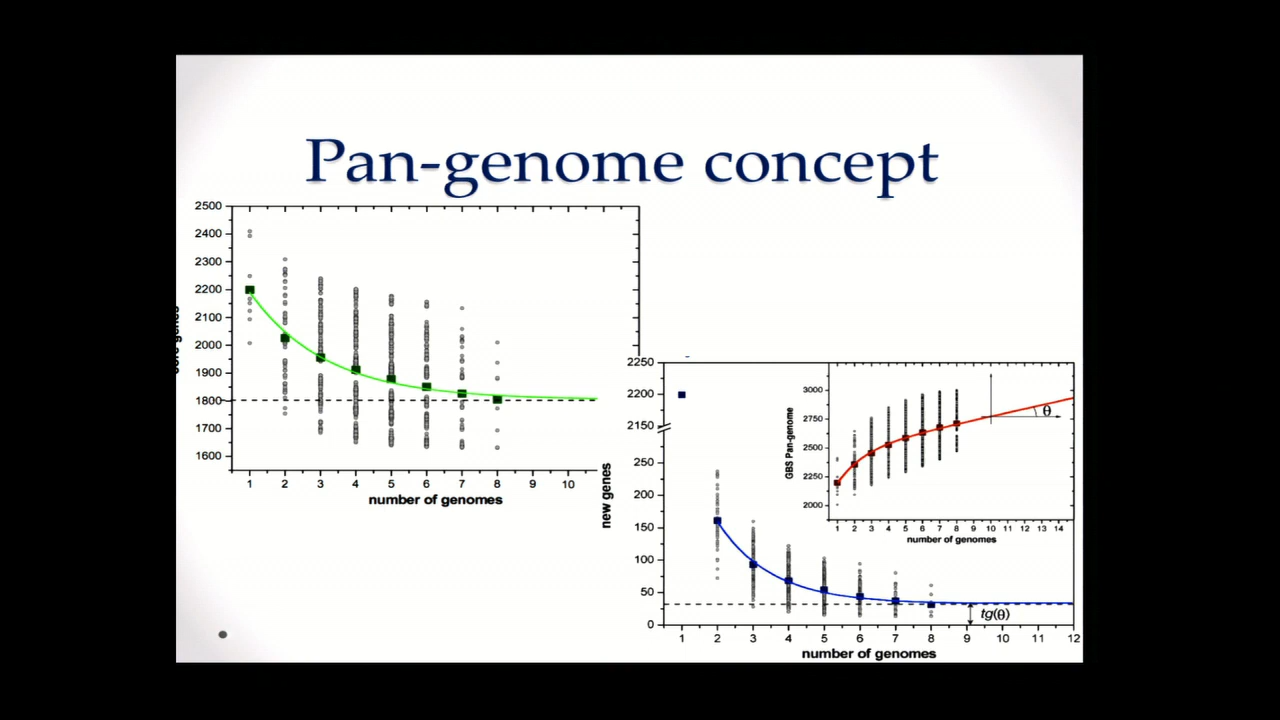 Pan-genome concept
2500
2400
2300
2200
2100
2000
1900
1800
1700
1600
1 2 3 4 5 6 7 8 9 10
number of genomes
new genes
2250
2200
2150
250
200
150
100
50
0
1 2 3 4 5 6 7 8 9 10 11 12
number of genomes
tg(θ)
GBS Pan-genome
3000
2750
2500
2250
2000
1 2 3 4 5 6 7 8 9 10 11 12 13 14
number of genomes
θ